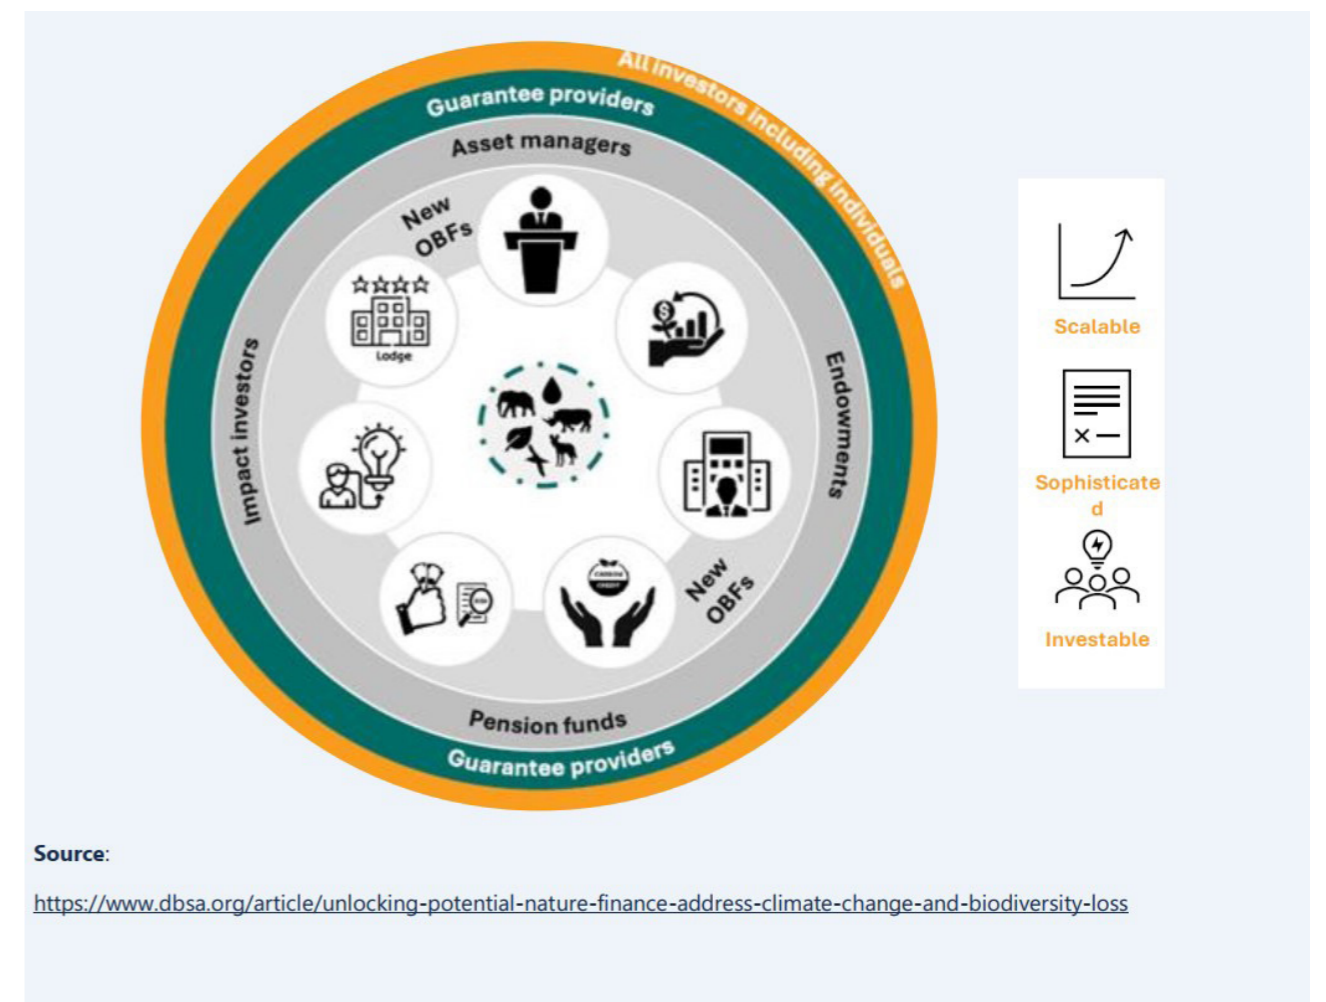 All investors including individuals
Guarantee providers
Asset managers
New
OBFs
Lodge
Impact investors
Endowments
New
OBFs
Pension funds
Guarantee providers
Scalable
Sophisticate
d
Investable
Source:
https://www.dbsa.org/article/unlocking-potential-nature-finance-address-climate-change-and-biodiversity-loss